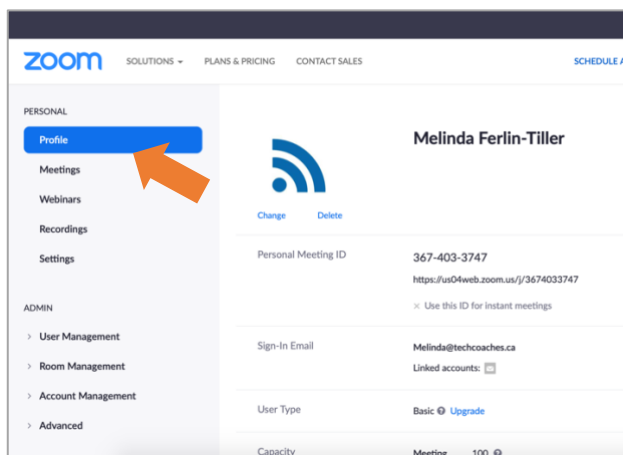 zoom SOLUTIONS PLANS & PRICING CONTACT SALES SCHEDULE A
PERSONAL
Profile
Meetings
Webinars
Recordings
Settings
ADMIN
User Management
Room Management
Account Management
Advanced
Melinda Ferlin-Tiller
Change Delete
Personal Meeting ID 367-403-3747
https://us04web.zoom.us/j/3674033747
× Use this ID for instant meetings
Sign-In Email Melinda@techcoaches.ca
Linked accounts:
User Type Basic Upgrade
Capacity Meeting 100